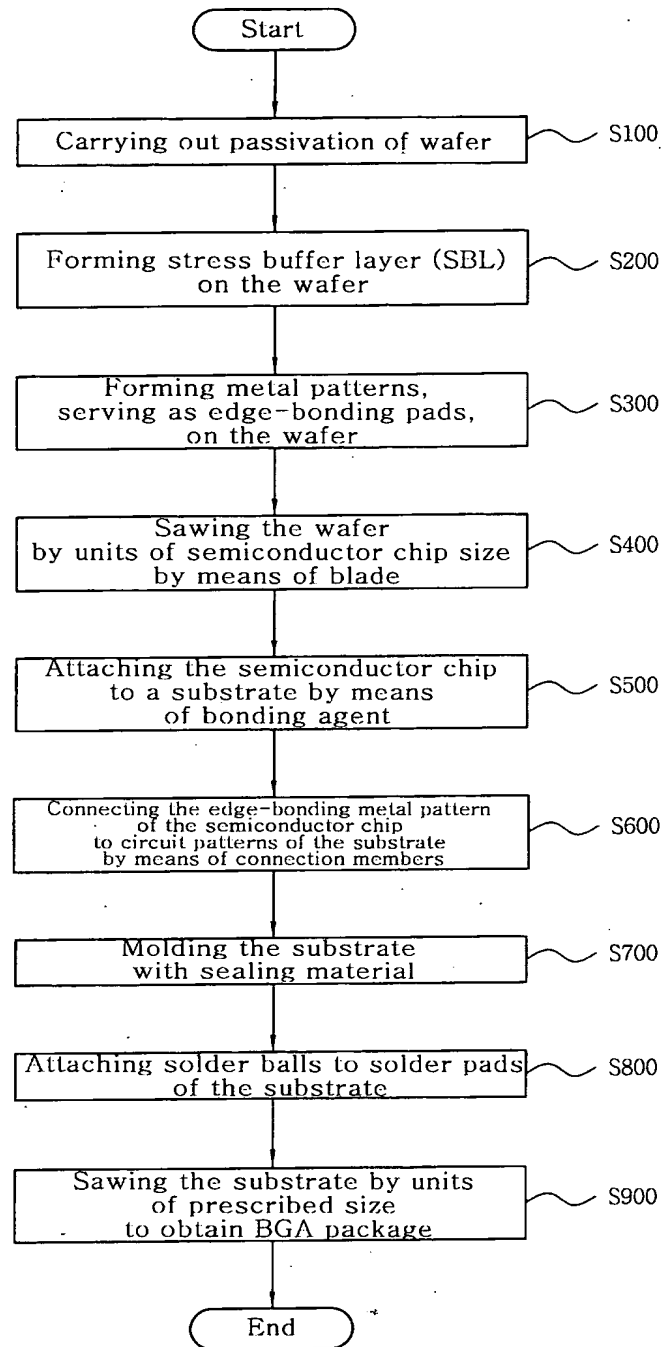 Start
Carrying out passivation of wafer
S100
Forming stress buffer layer (SBL)
on the wafer
S200
Forming metal patterns,
serving as edge-bonding pads,
on the wafer
S300
Sawing the wafer
by units of semiconductor chip size
by means of blade
S400
Attaching the semiconductor chip
to a substrate by means
of bonding agent
S500
Connecting the edge-bonding metal pattern
of the semiconductor chip
to circuit patterns of the substrate
by means of connection members
S600
Molding the substrate
with sealing material
S700
Attaching solder balls to solder pads
of the substrate
S800
Sawing the substrate by units
of prescribed size
to obtain BGA package
S900
End